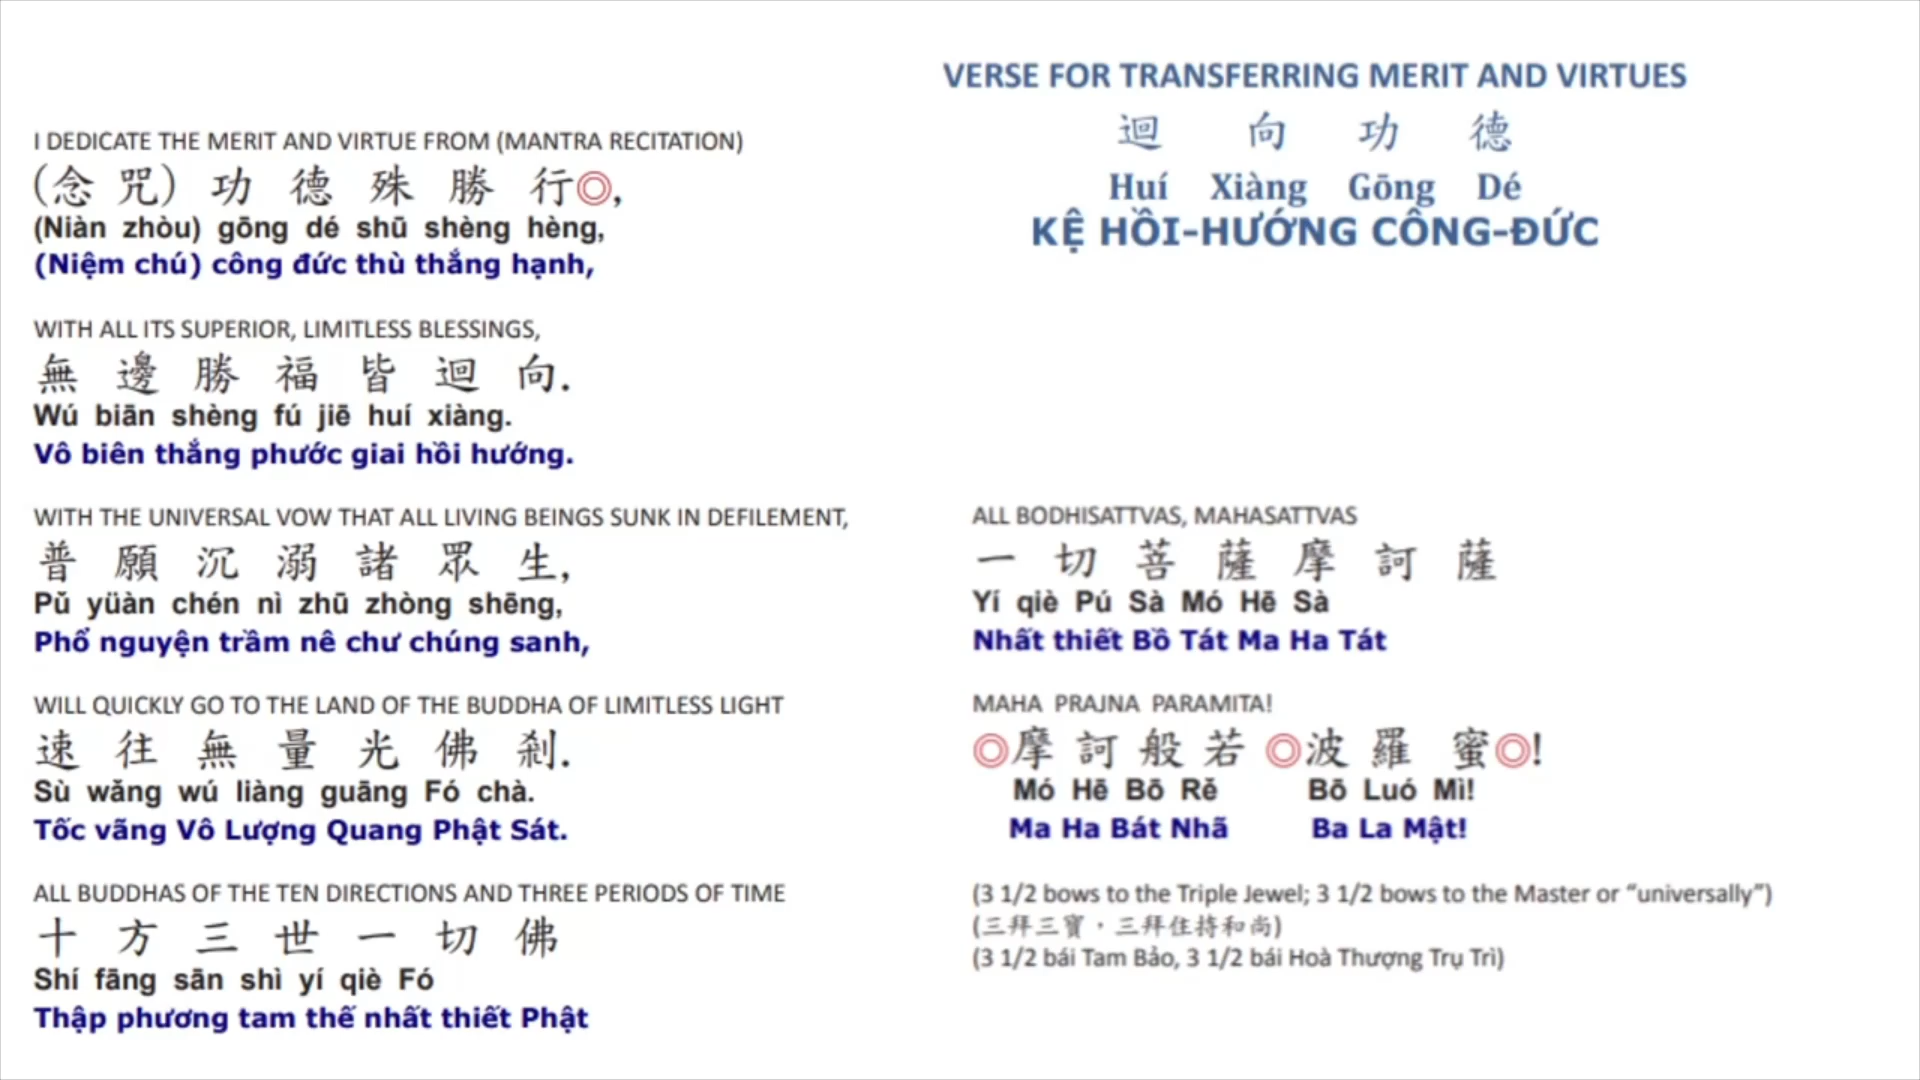 VERSE FOR TRANSFERRING MERIT AND VIRTUES
迴 向 功 德
Huí Xiàng Gōng Dé
KỆ HỒI-HƯỚNG CÔNG-ĐỨC
I DEDICATE THE MERIT AND VIRTUE FROM (MANTRA RECITATION)
(念 咒) 功 德 殊 勝 行◎,
(Niàn zhòu) gōng dé shū shèng hèng,
(Niệm chú) công đức thù thắng hạnh,
WITH ALL ITS SUPERIOR, LIMITLESS BLESSINGS,
無 邊 勝 福 皆 迴 向.
Wú biān shèng fú jiē huí xiàng.
Vô biên thắng phước giai hồi hướng.
WITH THE UNIVERSAL VOW THAT ALL LIVING BEINGS SUNK IN DEFILEMENT,
普 願 沉 溺 諸 眾 生,
Pǔ yüàn chén nì zhū zhòng shēng,
Phổ nguyện trầm nê chư chúng sanh,
WILL QUICKLY GO TO THE LAND OF THE BUDDHA OF LIMITLESS LIGHT
速 往 無 量 光 佛 剎.
Sù wǎng wú liàng guāng Fó chà.
Tốc vãng Vô Lượng Quang Phật Sát.
ALL BUDDHAS OF THE TEN DIRECTIONS AND THREE PERIODS OF TIME
十 方 三 世 一 切 佛
Shí fāng sān shì yí qiè Fó
Thập phương tam thế nhất thiết Phật
ALL BODHISATTVAS, MAHASATTVAS
一 切 菩 薩 摩 訶 薩
Yí qiè Pú Sà Mó Hē Sà
Nhất thiết Bồ Tát Ma Ha Tát
MAHA PRAJNA PARAMITA!
◎摩 訶 般 若 ◎波 羅 蜜◎!
Mó Hē Bō Rě Bō Luó Mì!
Ma Ha Bát Nhã Ba La Mật!
(3 1/2 bows to the Triple Jewel; 3 1/2 bows to the Master or “universally”)
(三拜三寶，三拜住持和尚)
(3 1/2 bái Tam Bảo, 3 1/2 bái Hoà Thượng Trụ Trì)